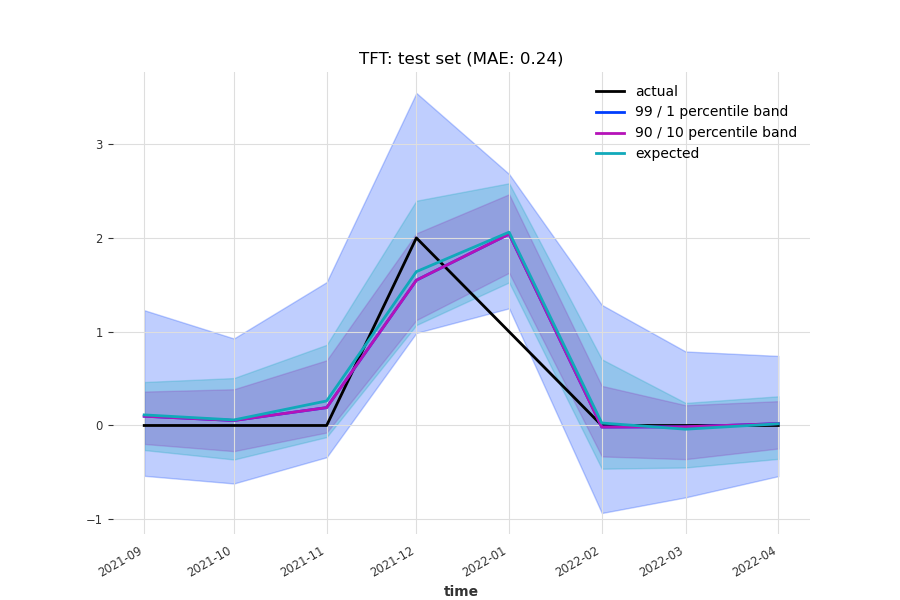 TFT: test set (MAE: 0.24)
actual
99 / 1 percentile band
90 / 10 percentile band
expected
3
2
1
0
−1
2021-09
2021-10
2021-11
2021-12
2022-01
2022-02
2022-03
2022-04
time